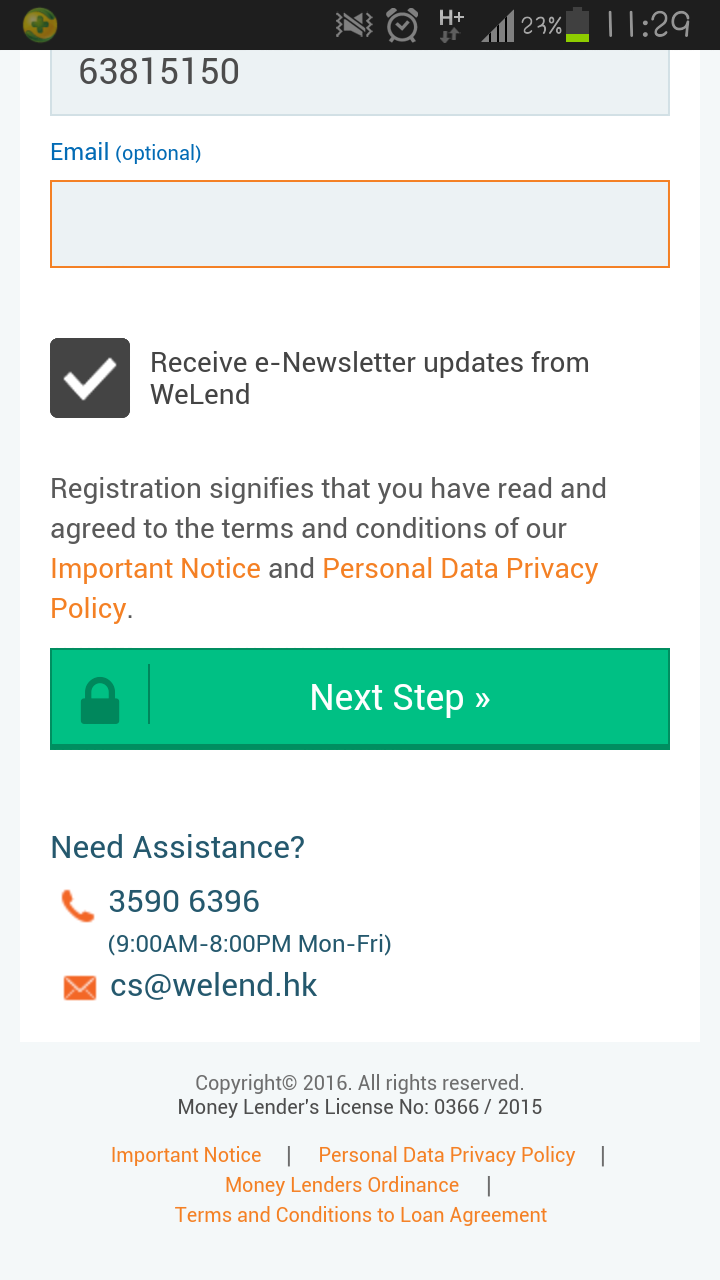 H+ 23% 11:29
63815150
Email (optional)
Receive e-Newsletter updates from
WeLend
Registration signifies that you have read and
agreed to the terms and conditions of our
Important Notice and Personal Data Privacy
Policy.
Next Step »
Need Assistance?
3590 6396
(9:00AM-8:00PM Mon-Fri)
cs@welend.hk
Copyright© 2016. All rights reserved.
Money Lender's License No: 0366 / 2015
Important Notice | Personal Data Privacy Policy |
Money Lenders Ordinance |
Terms and Conditions to Loan Agreement